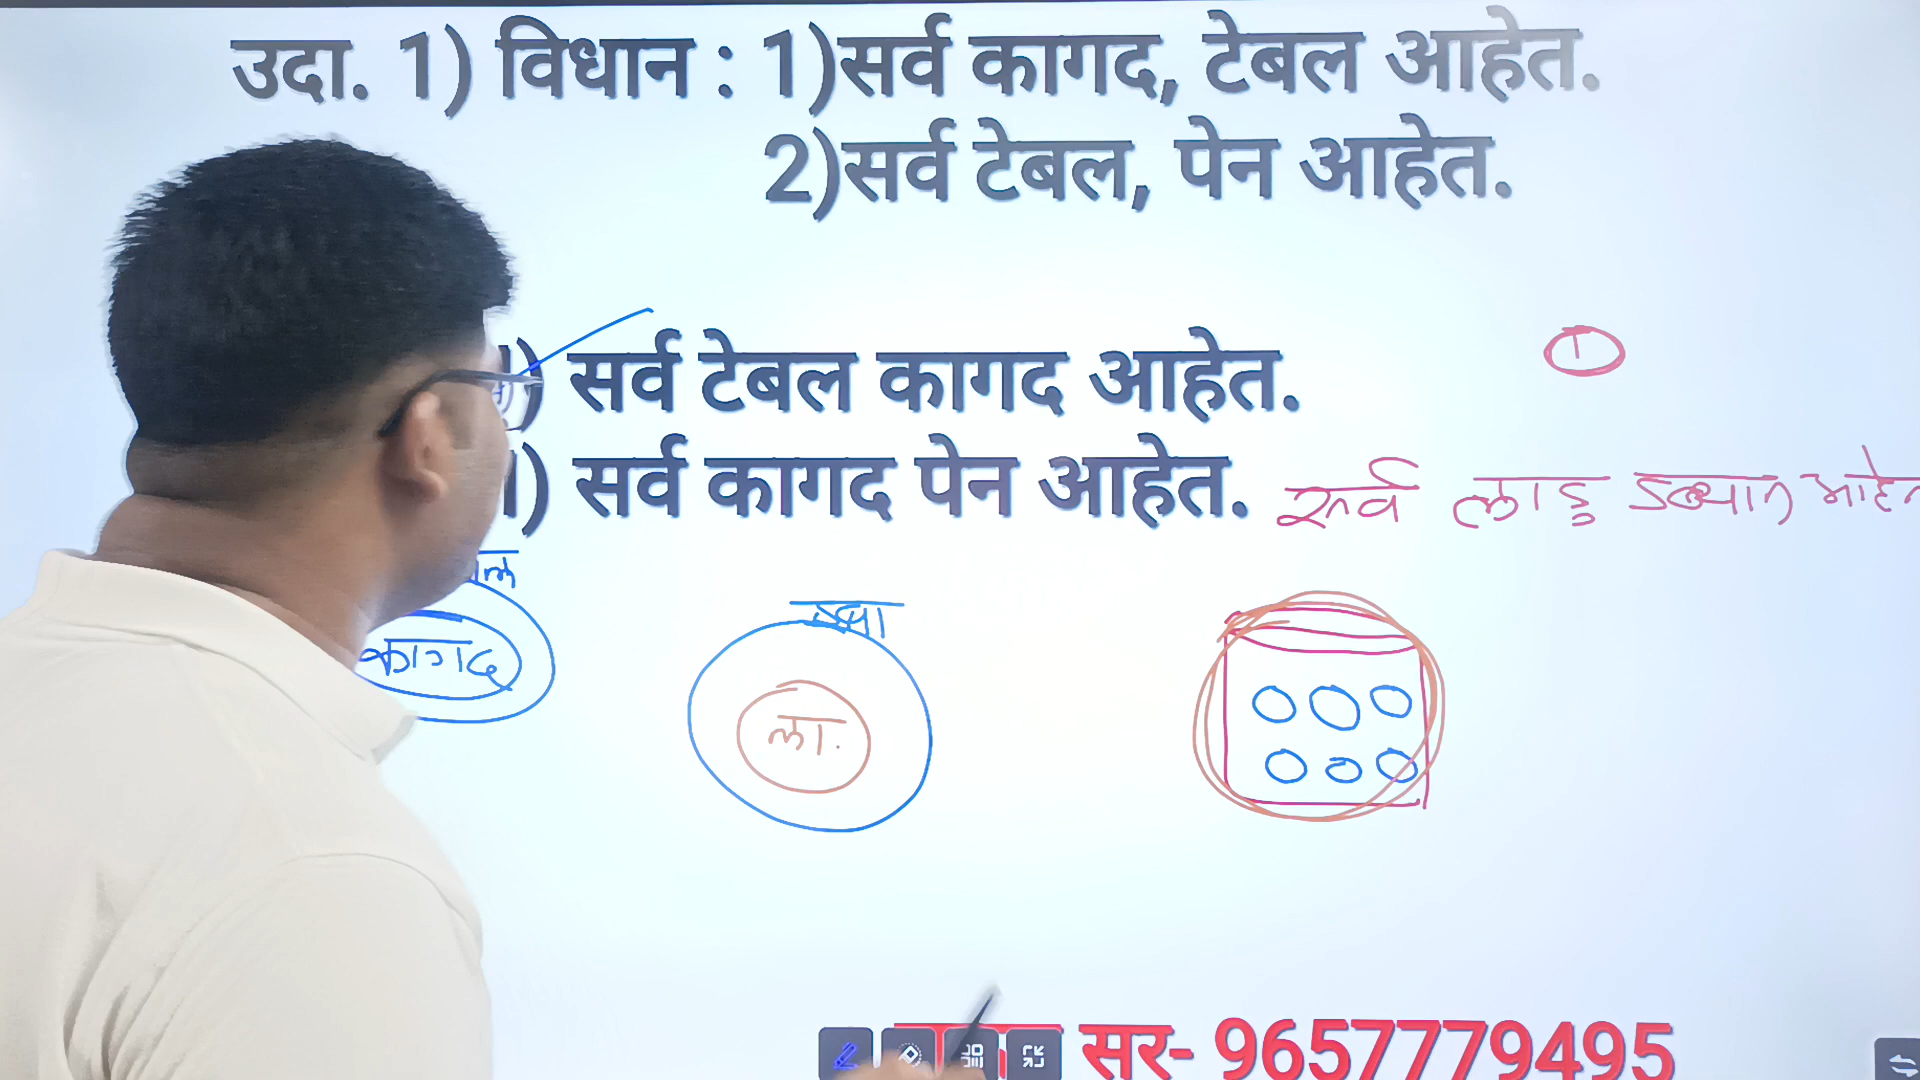 उदा. 1) विधान : 1)सर्व कागद, टेबल आहेत.
2)सर्व टेबल, पेन आहेत.
1
) सर्व टेबल कागद आहेत.
) सर्व कागद पेन आहेत.
सर्व लाडू डब्यात आहेत
कागद
डबा
ला.
सर- 9657779495